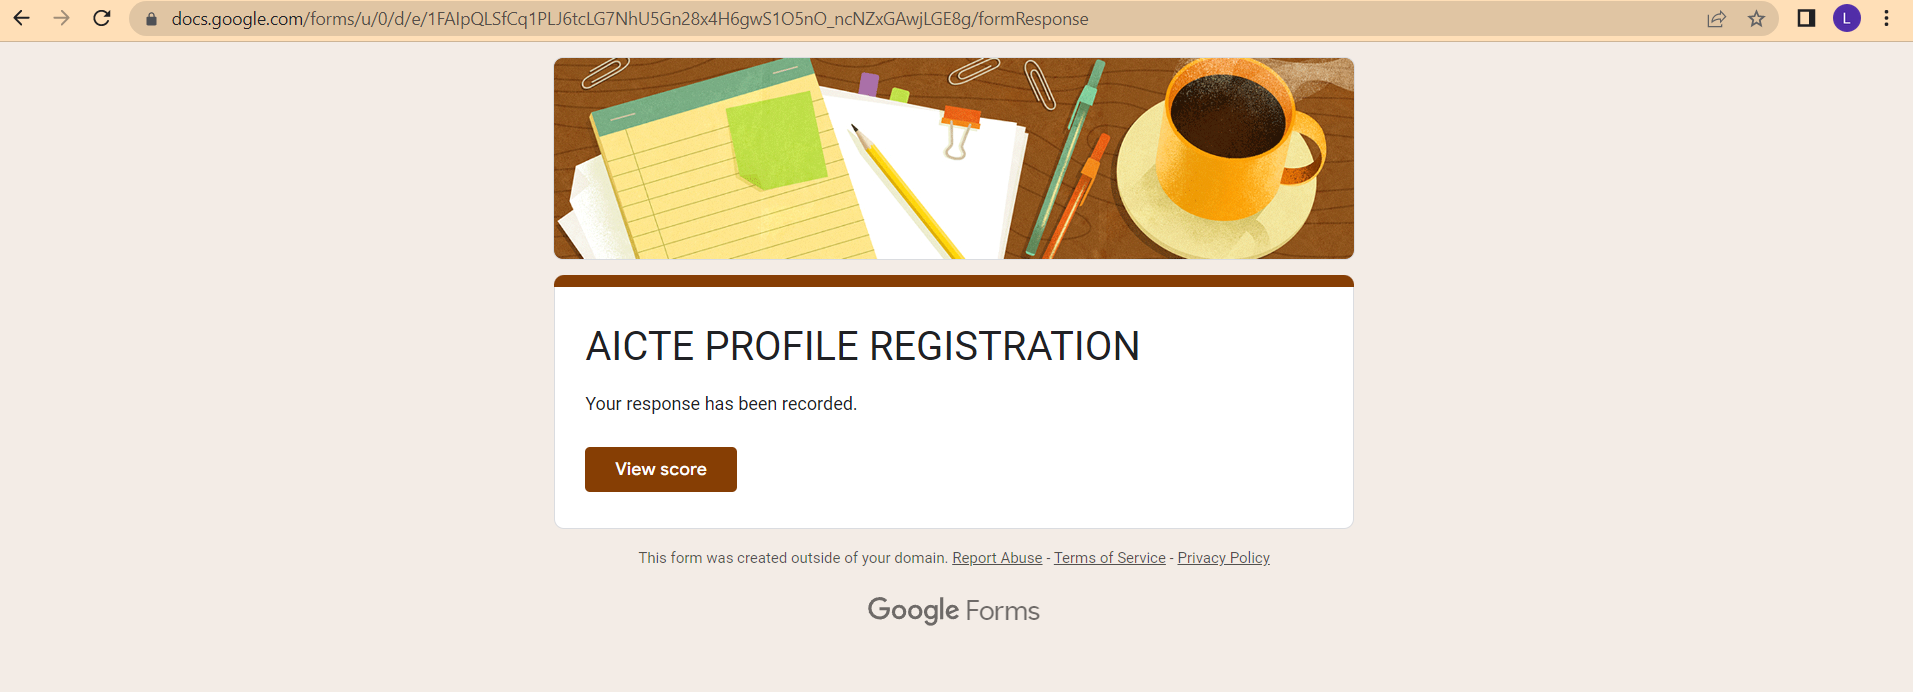 docs.google.com/forms/u/0/d/e/1FAIpQLSfCq1PLJ6tcLG7NhU5Gn28x4H6gwS1O5nO_ncNZxGAwjLGE8g/formResponse
L
AICTE PROFILE REGISTRATION
Your response has been recorded.
View score
This form was created outside of your domain. Report Abuse - Terms of Service - Privacy Policy
Google Forms